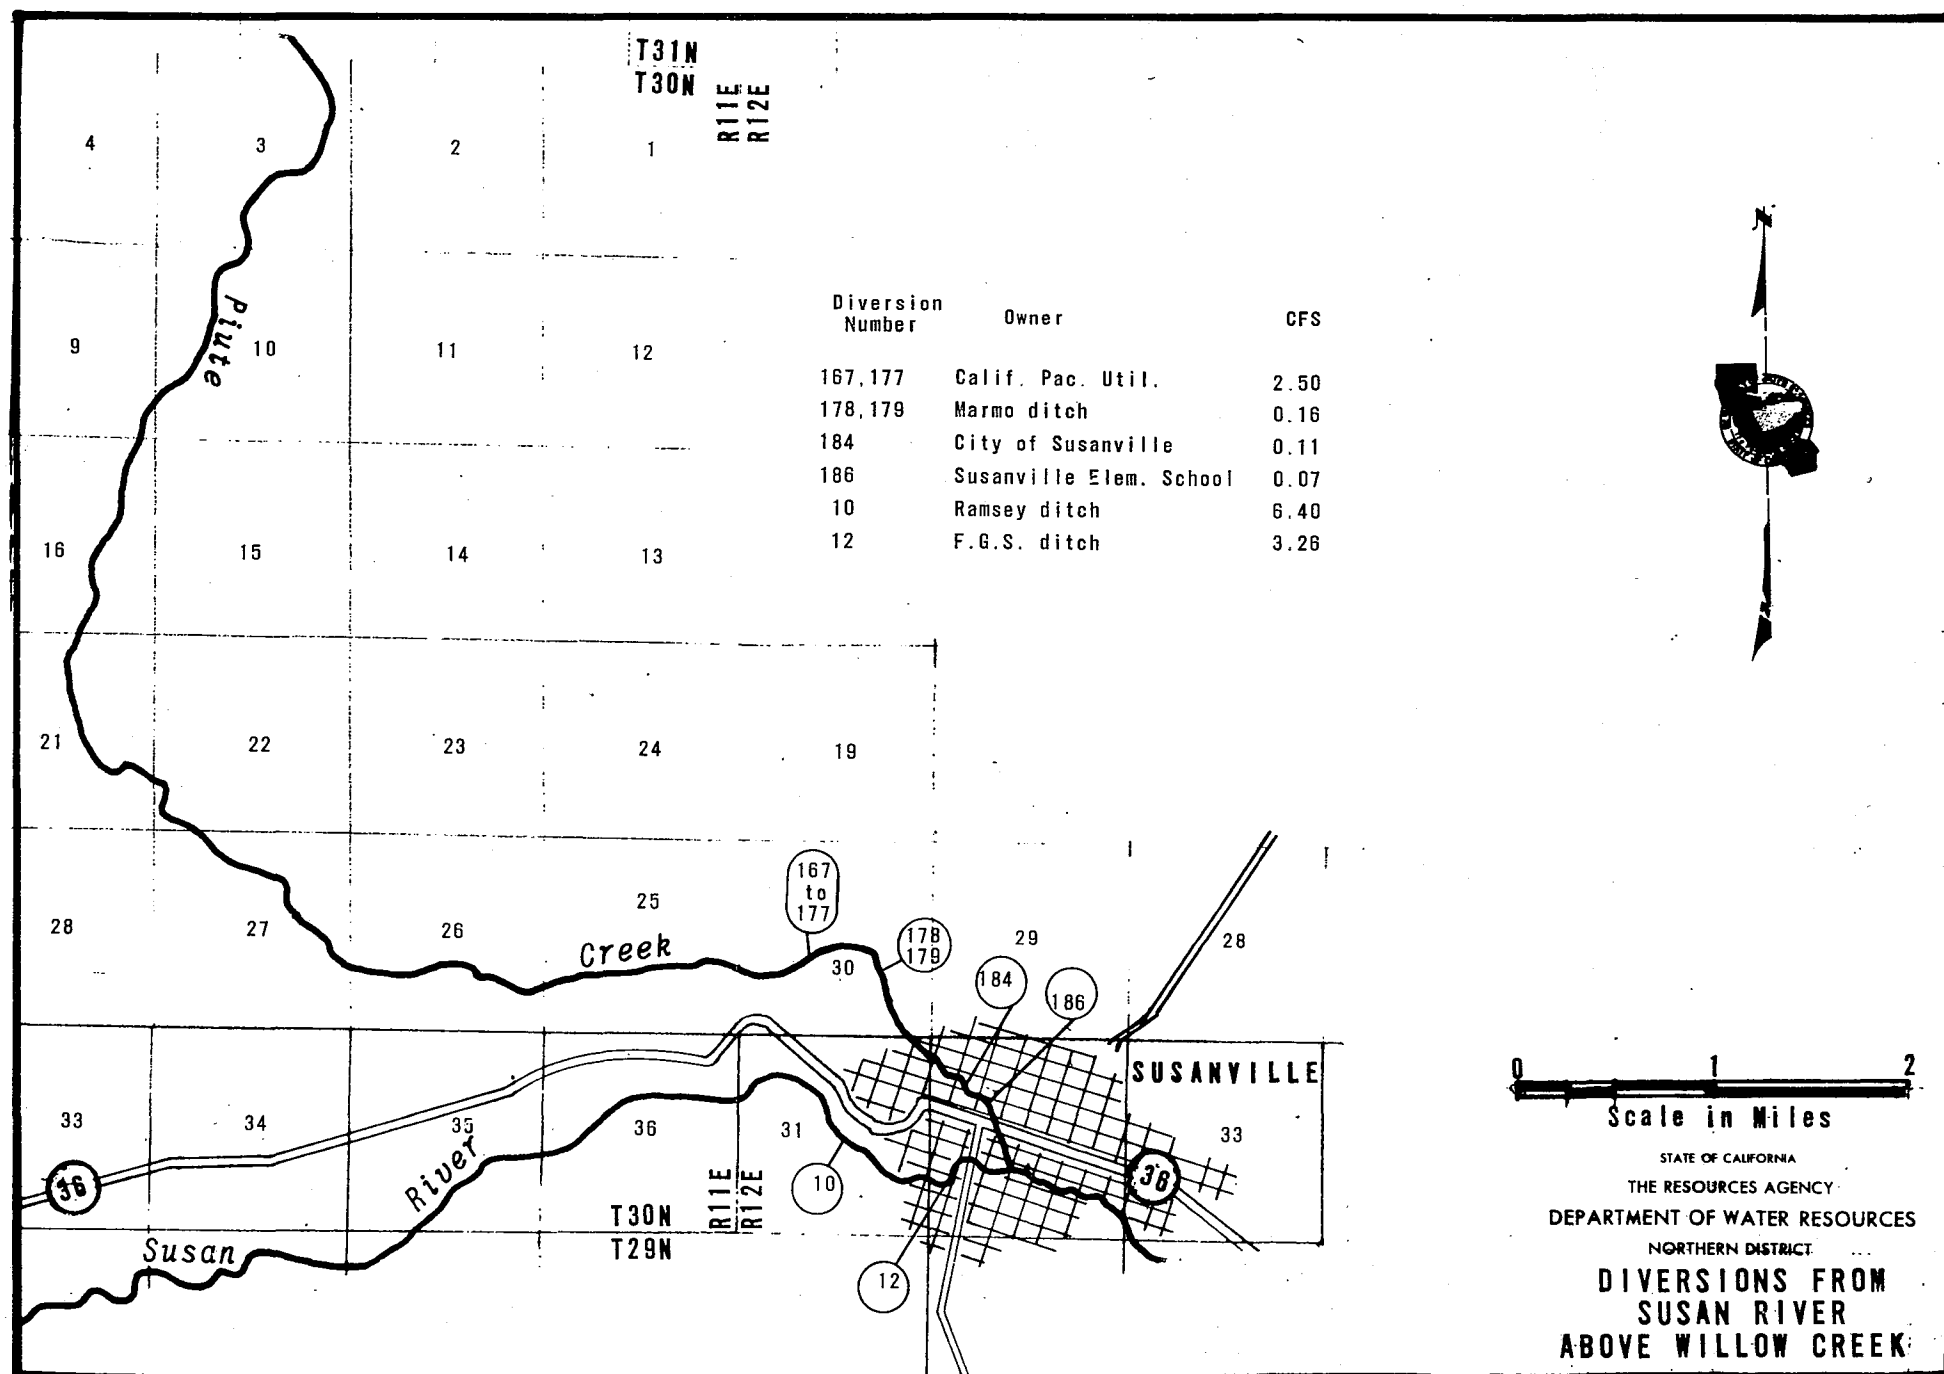 T31N
T30N
R11E
R12E
4
3
2
1
N
Piute
9
10
11
12
Diversion Number Owner CFS
167,177 Calif. Pac. Util. 2.50
178,179 Marmo ditch 0.16
184 City of Susanville 0.11
186 Susanville Elem. School 0.07
10 Ramsey ditch 6.40
12 F.G.S. ditch 3.26
16
15
14
13
21
22
23
24
19
167
to
177
28
27
26
25
Creek
30
178
179
29
28
184
186
SUSANVILLE
33
34
35
36
31
33
36
River
10
36
R11E
R12E
T30N
T29N
Susan
12
0 1 2
Scale in Miles
STATE OF CALIFORNIA
THE RESOURCES AGENCY
DEPARTMENT OF WATER RESOURCES
NORTHERN DISTRICT
DIVERSIONS FROM
SUSAN RIVER
ABOVE WILLOW CREEK